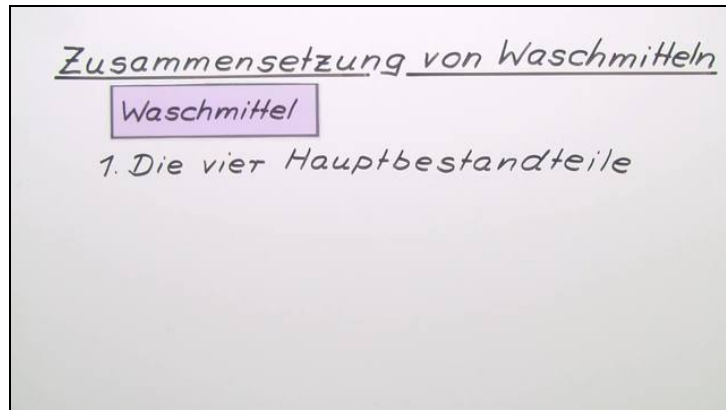 Zusammensetzung von Waschmitteln
Waschmittel
1. Die vier Hauptbestandteile